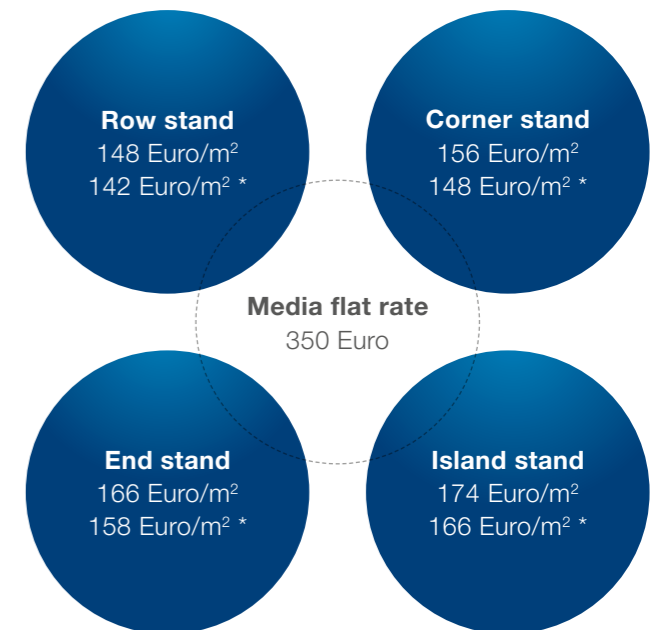 Row stand
148 Euro/m²
142 Euro/m² *
Corner stand
156 Euro/m²
148 Euro/m² *
Media flat rate
350 Euro
End stand
166 Euro/m²
158 Euro/m² *
Island stand
174 Euro/m²
166 Euro/m² *